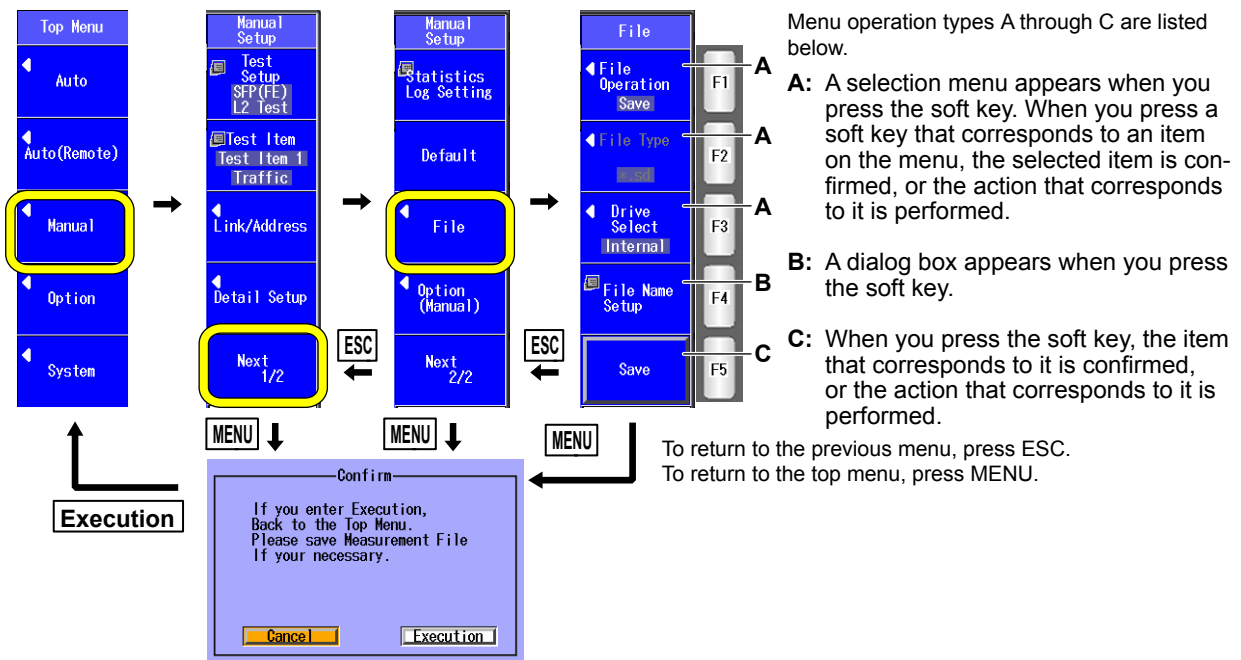 Top Menu
Auto
Auto(Remote)
Manual
Option
System
Manual
Setup
Test
Setup
SFP(FE)
L2 Test
Test Item
Test Item 1
Traffic
Link/Address
Detail Setup
Next
1/2
Manual
Setup
Statistics
Log Setting
Default
File
Option
(Manual)
Next
2/2
File
File
Operation
Save
File Type
*.sd
Drive
Select
Internal
File Name
Setup
Save
F1
F2
F3
F4
F5
A
A
A
B
C
ESC
ESC
MENU
MENU
MENU
Execution
Confirm
If you enter Execution,
Back to the Top Menu.
Please save Measurement File
If your necessary.
Cancel
Execution
Menu operation types A through C are listed
below.
A: A selection menu appears when you
press the soft key. When you press a
soft key that corresponds to an item
on the menu, the selected item is con-
firmed, or the action that corresponds
to it is performed.
B: A dialog box appears when you press
the soft key.
C: When you press the soft key, the item
that corresponds to it is confirmed,
or the action that corresponds to it is
performed.
To return to the previous menu, press ESC.
To return to the top menu, press MENU.